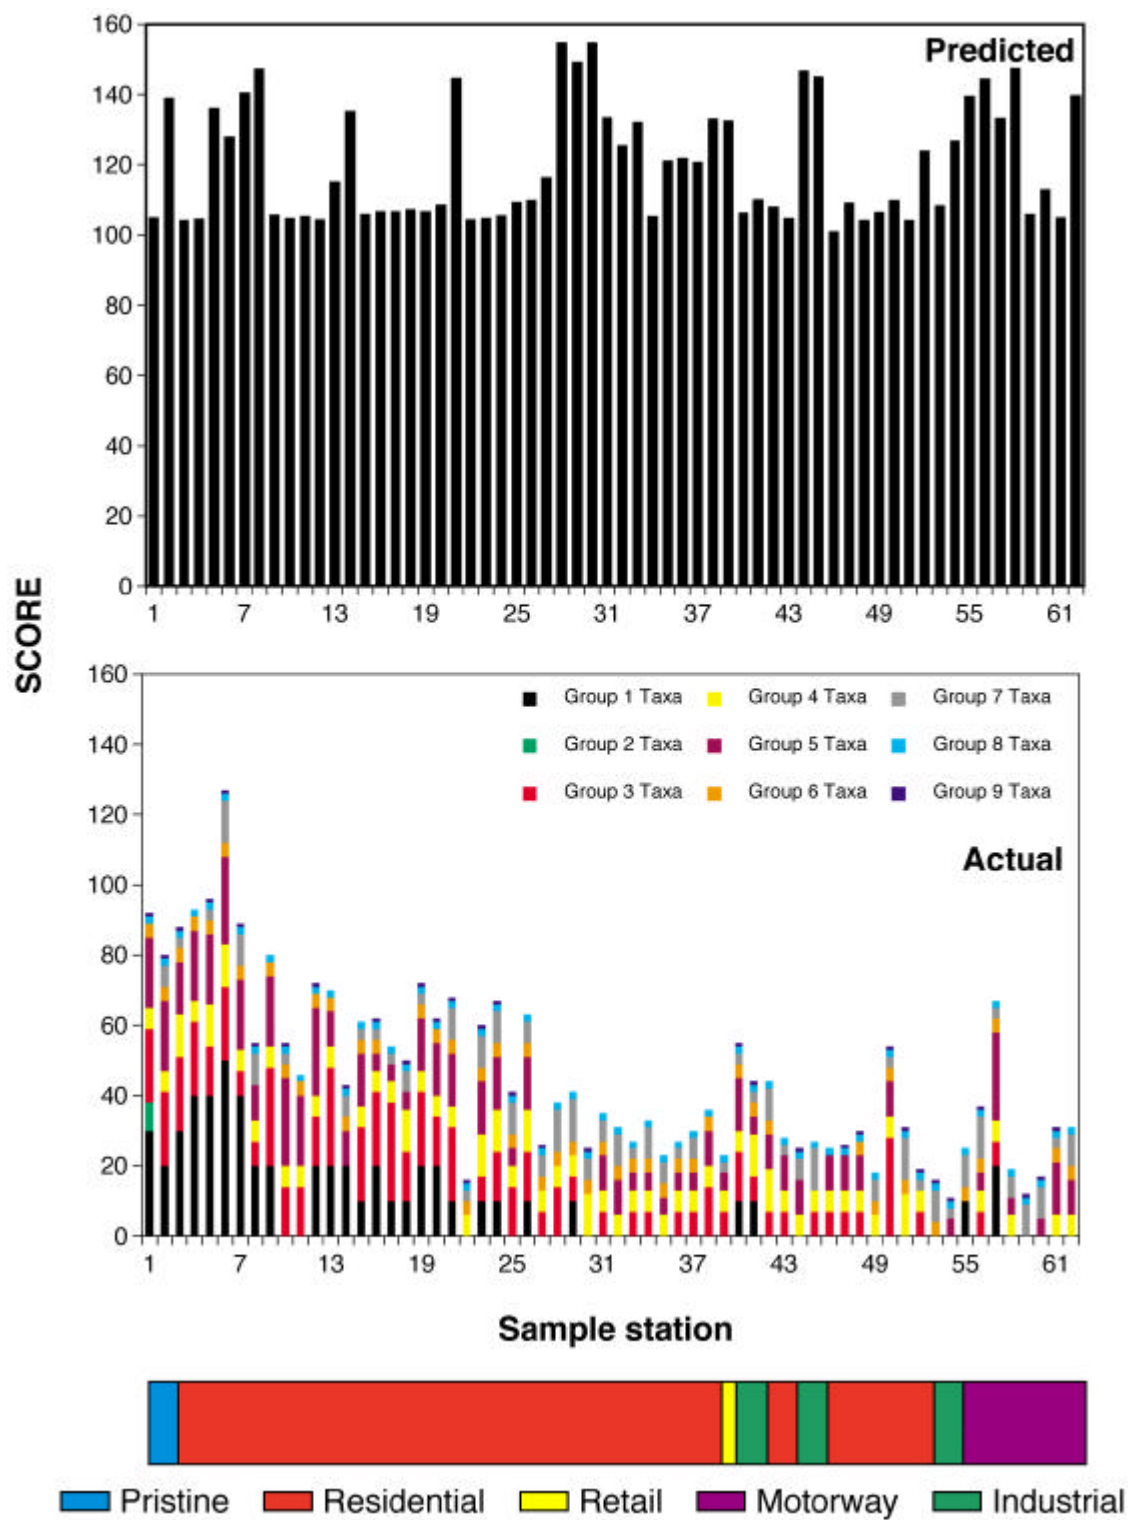 160
Predicted
140
120
100
80
60
40
20
0
1 7 13 19 25 31 37 43 49 55 61
SCORE
160
Group 1 Taxa Group 4 Taxa Group 7 Taxa
140
Group 2 Taxa Group 5 Taxa Group 8 Taxa
Group 3 Taxa Group 6 Taxa Group 9 Taxa
120
Actual
100
80
60
40
20
0
1 7 13 19 25 31 37 43 49 55 61
Sample station
Pristine Residential Retail Motorway Industrial